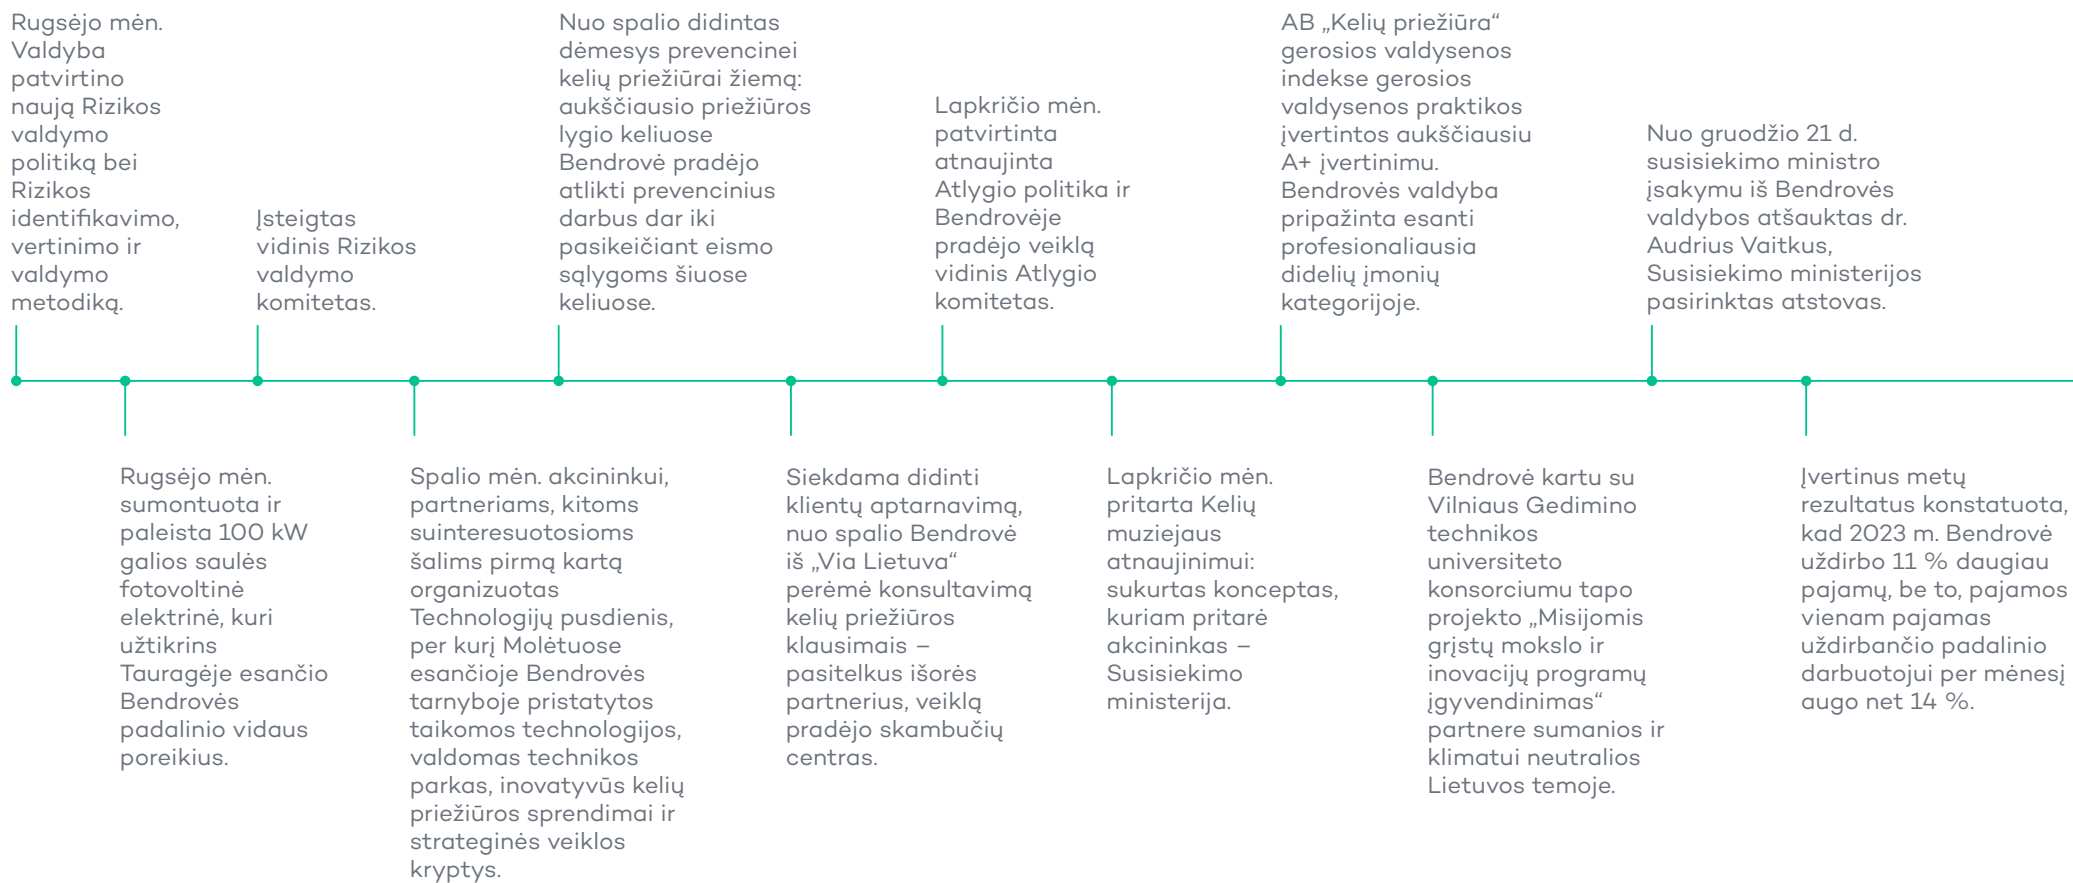 Rugsėjo mėn.
Valdyba
patvirtino
naują Rizikos
valdymo
politiką bei
Rizikos
identifikavimo,
vertinimo ir
valdymo
metodiką.
Rugsėjo mėn.
sumontuota ir
paleista 100 kW
galios saulės
fotovoltinė
elektrinė, kuri
užtikrins
Tauragėje esančio
Bendrovės
padalinio vidaus
poreikius.
Įsteigtas
vidinis Rizikos
valdymo
komitetas.
Spalio mėn. akcininkui,
partneriams, kitoms
suinteresuotosioms
šalims pirmą kartą
organizuotas
Technologijų pusdienis,
per kurį Molėtuose
esančioje Bendrovės
tarnyboje pristatytos
taikomos technologijos,
valdomas technikos
parkas, inovatyvūs kelių
priežiūros sprendimai ir
strateginės veiklos
kryptys.
Nuo spalio didintas
dėmesys prevencinei
kelių priežiūrai žiemą:
aukščiausio priežiūros
lygio keliuose
Bendrovė pradėjo
atlikti prevencinius
darbus dar iki
pasikeičiant eismo
sąlygoms šiuose
keliuose.
Siekdama didinti
klientų aptarnavimą,
nuo spalio Bendrovė
iš „Via Lietuva“
perėmė konsultavimą
kelių priežiūros
klausimais –
pasitelkus išorės
partnerius, veiklą
pradėjo skambučių
centras.
Lapkričio mėn.
patvirtinta
atnaujinta
Atlygio politika ir
Bendrovėje
pradėjo veiklą
vidinis Atlygio
komitetas.
Lapkričio mėn.
pritarta Kelių
muziejaus
atnaujinimui:
sukurtas konceptas,
kuriam pritarė
akcininkas –
Susisiekimo
ministerija.
AB „Kelių priežiūra“
gerosios valdysenos
indekse gerosios
valdysenos praktikos
įvertintos aukščiausiu
A+ įvertinimu.
Bendrovės valdyba
pripažinta esanti
profesionaliausia
didelių įmonių
kategorijoje.
Bendrovė kartu su
Vilniaus Gedimino
technikos
universiteto
konsorciumu tapo
projekto „Misijomis
grįstų mokslo ir
inovacijų programų
įgyvendinimas“
partnere sumanios ir
klimatui neutralios
Lietuvos temoje.
Nuo gruodžio 21 d.
susisiekimo ministro
įsakymu iš Bendrovės
valdybos atšauktas dr.
Audrius Vaitkus,
Susisiekimo ministerijos
pasirinktas atstovas.
Įvertinus metų
rezultatus konstatuota,
kad 2023 m. Bendrovė
uždirbo 11 % daugiau
pajamų, be to, pajamos
vienam pajamas
uždirbančio padalinio
darbuotojui per mėnesį
augo net 14 %.